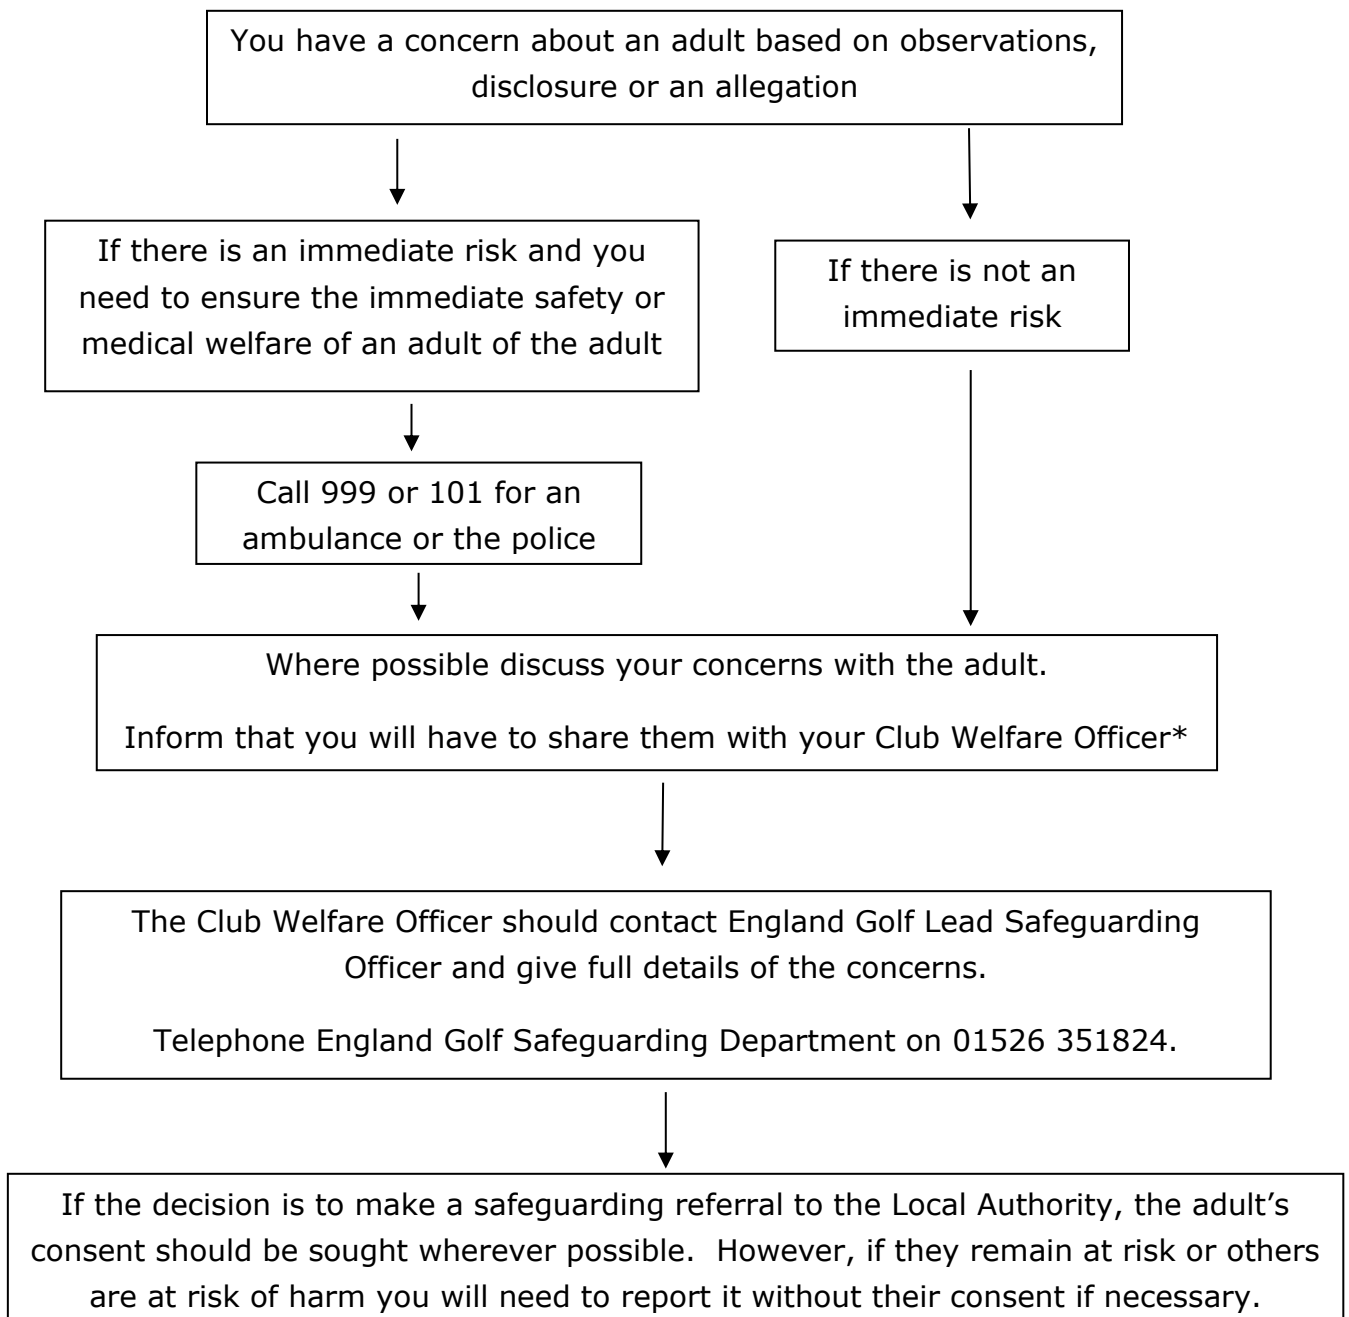 You have a concern about an adult based on observations,
disclosure or an allegation
If there is an immediate risk and you
need to ensure the immediate safety or
medical welfare of an adult of the adult
If there is not an
immediate risk
Call 999 or 101 for an
ambulance or the police
Where possible discuss your concerns with the adult.
Inform that you will have to share them with your Club Welfare Officer*
The Club Welfare Officer should contact England Golf Lead Safeguarding
Officer and give full details of the concerns.
Telephone England Golf Safeguarding Department on 01526 351824.
If the decision is to make a safeguarding referral to the Local Authority, the adult’s
consent should be sought wherever possible.  However, if they remain at risk or others
are at risk of harm you will need to report it without their consent if necessary.